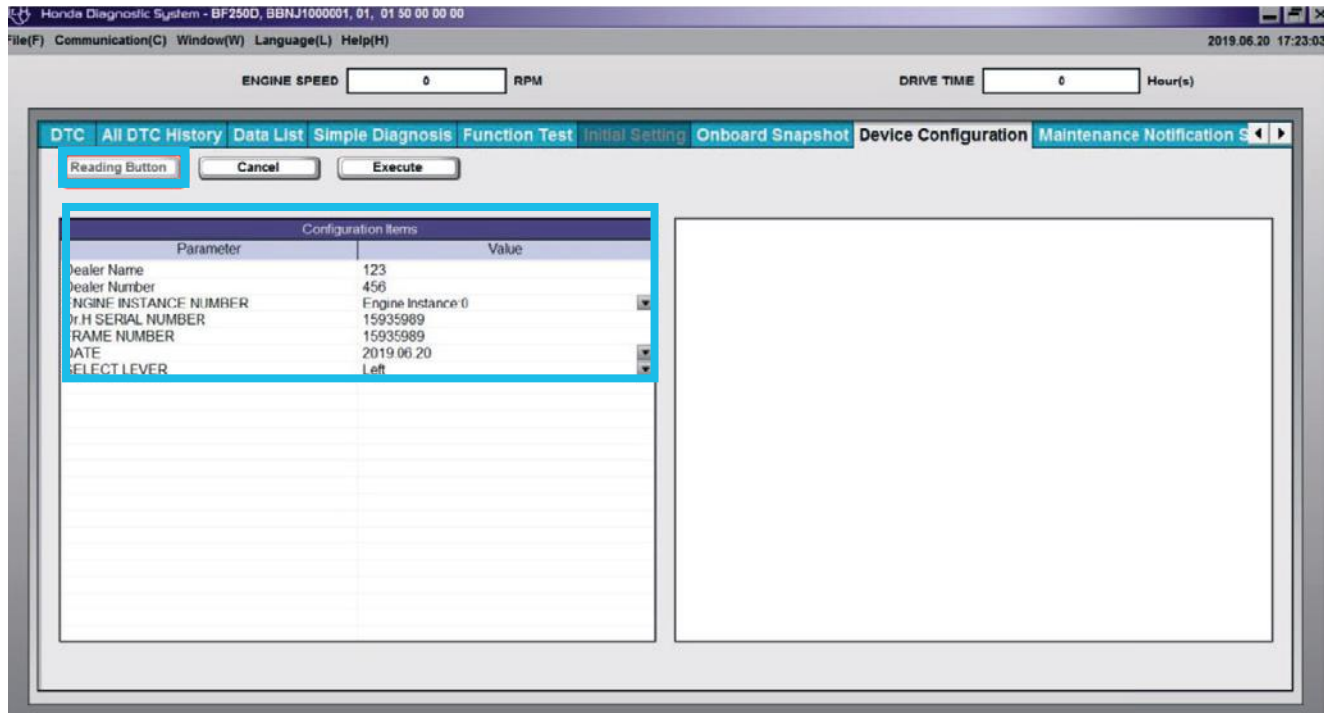 Honda Diagnostic System - BF250D, BBNJ1000001, 01, 01 50 00 00 00
File(F) Communication(C) Window(W) Language(L) Help(H) 2019.06.20 17:23:03
ENGINE SPEED 0 RPM DRIVE TIME 0 Hour(s)
DTC All DTC History Data List Simple Diagnosis Function Test Initial Setting Onboard Snapshot Device Configuration Maintenance Notification S
Reading Button Cancel Execute
Configuration Items
Parameter Value
Dealer Name 123
Dealer Number 456
ENGINE INSTANCE NUMBER Engine Instance:0
Dr.H SERIAL NUMBER 15935989
FRAME NUMBER 15935989
DATE 2019.06.20
SELECT LEVER Left